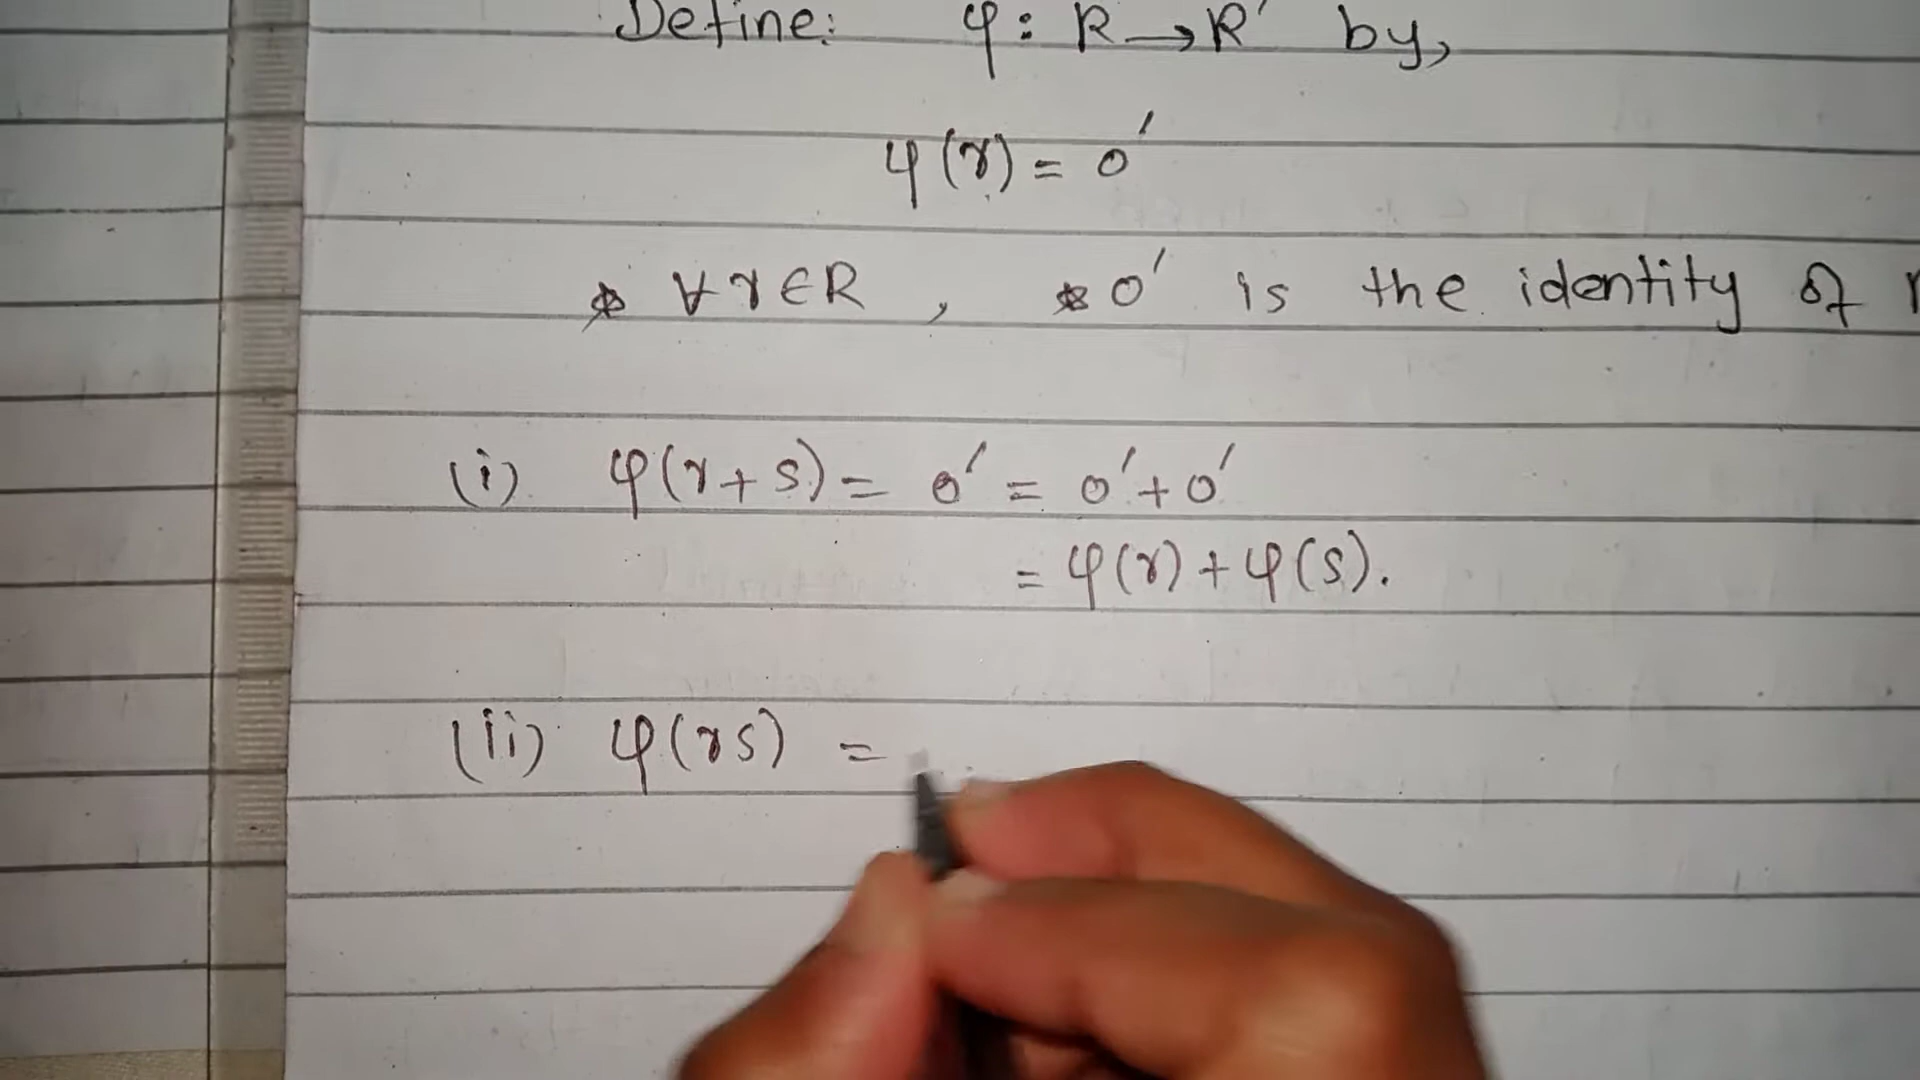 Define: φ: R → R' by,
φ(r) = 0'
* ∀ r ∈ R , * 0' is the identity of
(i) φ(r+s) = 0' = 0'+0'
= φ(r) + φ(s).
(ii) φ(rs) =